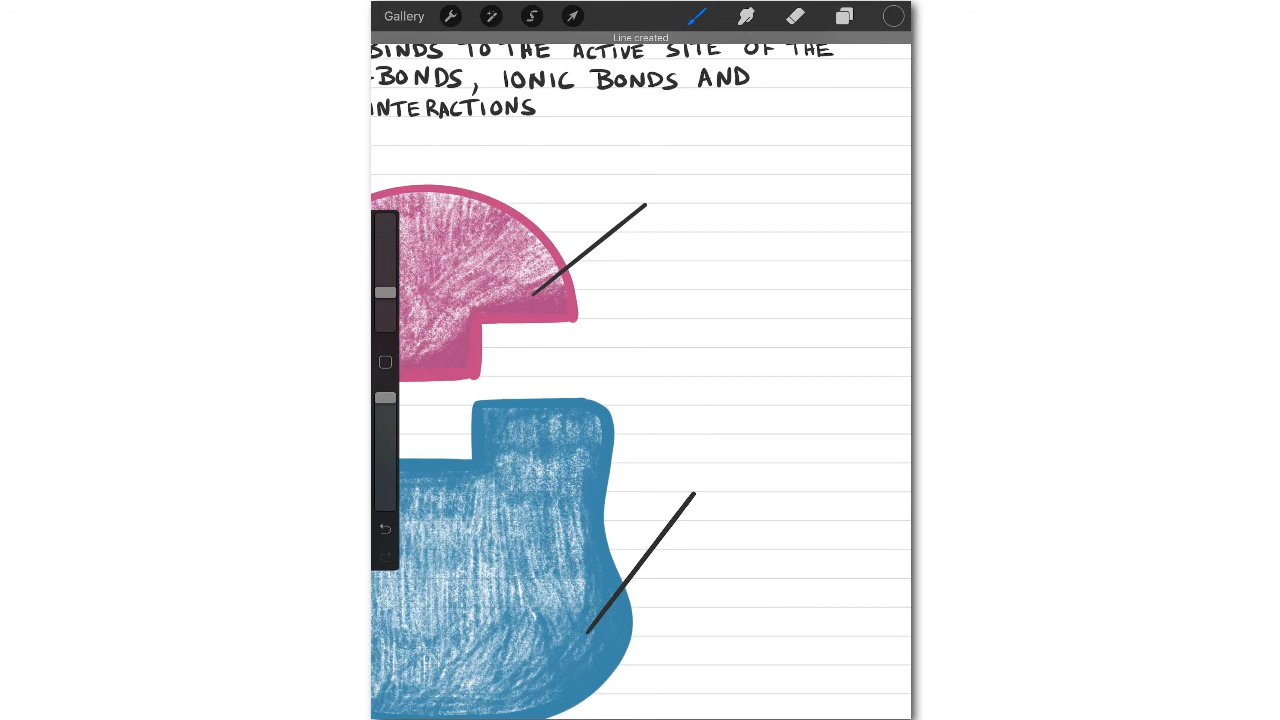 Gallery
Line created
BINDS TO THE ACTIVE SITE OF THE
-BONDS, IONIC BONDS AND
INTERACTIONS